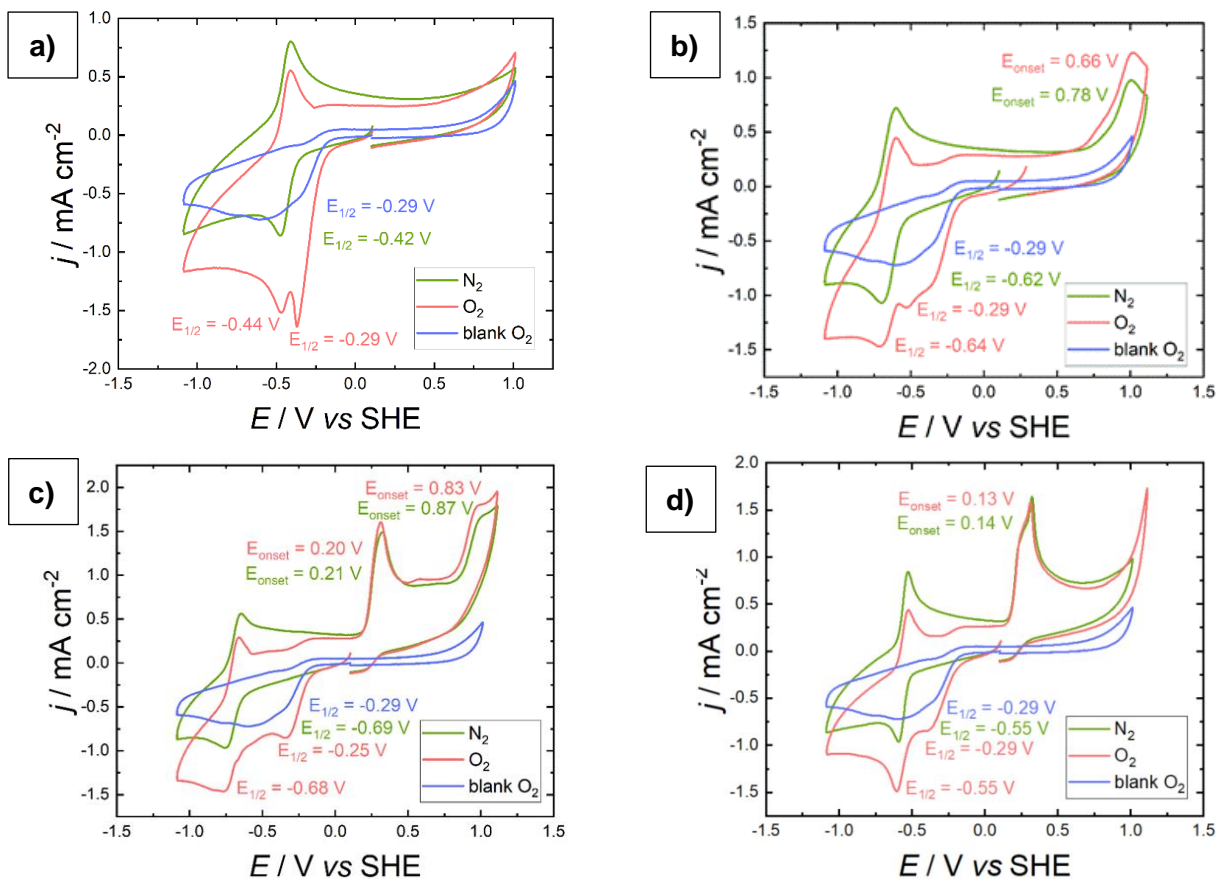 a)
1.0
0.5
0.0
-0.5
-1.0
-1.5
-2.0
j / mA cm⁻²
E₁/₂ = -0.29 V
E₁/₂ = -0.42 V
E₁/₂ = -0.44 V
E₁/₂ = -0.29 V
N₂
O₂
blank O₂
-1.5 -1.0 -0.5 0.0 0.5 1.0
E / V vs SHE
b)
1.5
1.0
0.5
0.0
-0.5
-1.0
-1.5
j / mA cm⁻²
Eonset = 0.66 V
Eonset = 0.78 V
E₁/₂ = -0.29 V
E₁/₂ = -0.62 V
E₁/₂ = -0.29 V
E₁/₂ = -0.64 V
N₂
O₂
blank O₂
-1.5 -1.0 -0.5 0.0 0.5 1.0 1.5
E / V vs SHE
c)
2.0
1.5
1.0
0.5
0.0
-0.5
-1.0
-1.5
j / mA cm⁻²
Eonset = 0.83 V
Eonset = 0.87 V
Eonset = 0.20 V
Eonset = 0.21 V
E₁/₂ = -0.29 V
E₁/₂ = -0.69 V
E₁/₂ = -0.25 V
E₁/₂ = -0.68 V
N₂
O₂
blank O₂
-1.5 -1.0 -0.5 0.0 0.5 1.0 1.5
E / V vs SHE
d)
2.0
1.5
1.0
0.5
0.0
-0.5
-1.0
-1.5
j / mA cm⁻²
Eonset = 0.13 V
Eonset = 0.14 V
E₁/₂ = -0.29 V
E₁/₂ = -0.55 V
E₁/₂ = -0.29 V
E₁/₂ = -0.55 V
N₂
O₂
blank O₂
-1.5 -1.0 -0.5 0.0 0.5 1.0 1.5
E / V vs SHE